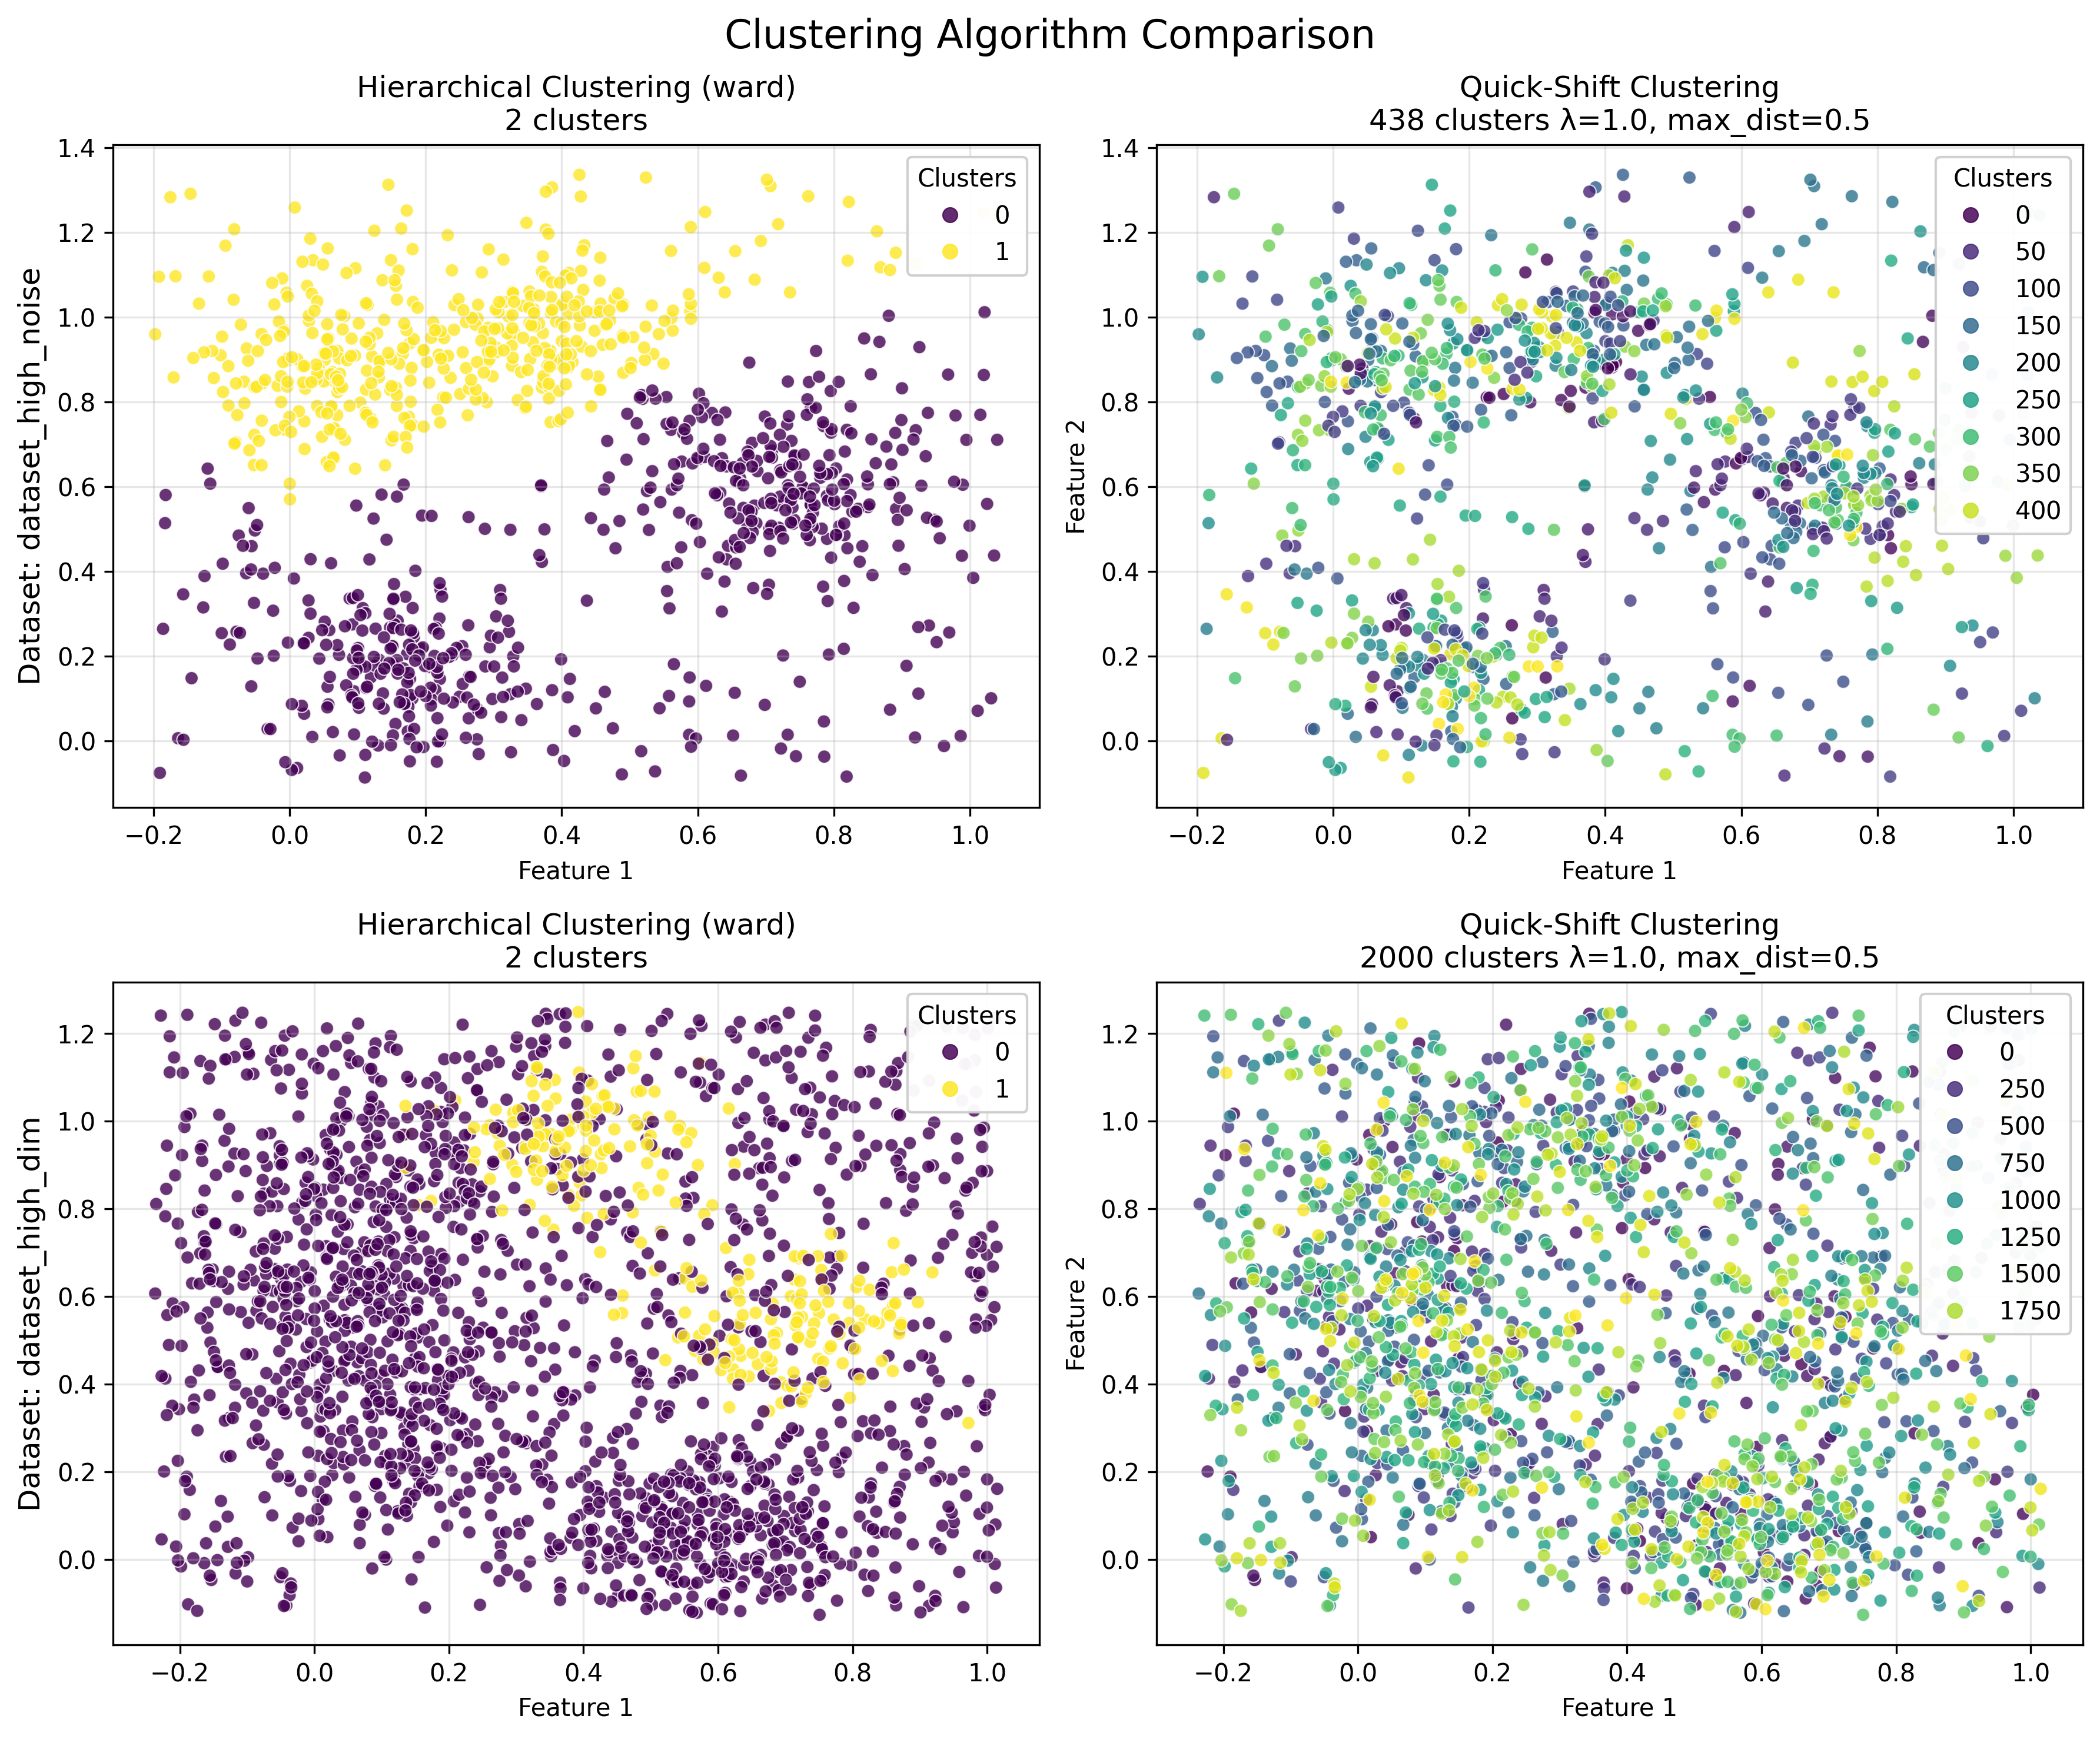 Clustering Algorithm Comparison
Hierarchical Clustering (ward)
2 clusters
Dataset: dataset_high_noise
1.4
1.2
1.0
0.8
0.6
0.4
0.2
0.0
−0.2 0.0 0.2 0.4 0.6 0.8 1.0
Feature 1
Clusters
0
1
Quick-Shift Clustering
438 clusters λ=1.0, max_dist=0.5
Feature 2
1.4
1.2
1.0
0.8
0.6
0.4
0.2
0.0
−0.2 0.0 0.2 0.4 0.6 0.8 1.0
Feature 1
Clusters
0
50
100
150
200
250
300
350
400
Hierarchical Clustering (ward)
2 clusters
Dataset: dataset_high_dim
1.2
1.0
0.8
0.6
0.4
0.2
0.0
−0.2 0.0 0.2 0.4 0.6 0.8 1.0
Feature 1
Clusters
0
1
Quick-Shift Clustering
2000 clusters λ=1.0, max_dist=0.5
Feature 2
1.2
1.0
0.8
0.6
0.4
0.2
0.0
−0.2 0.0 0.2 0.4 0.6 0.8 1.0
Feature 1
Clusters
0
250
500
750
1000
1250
1500
1750